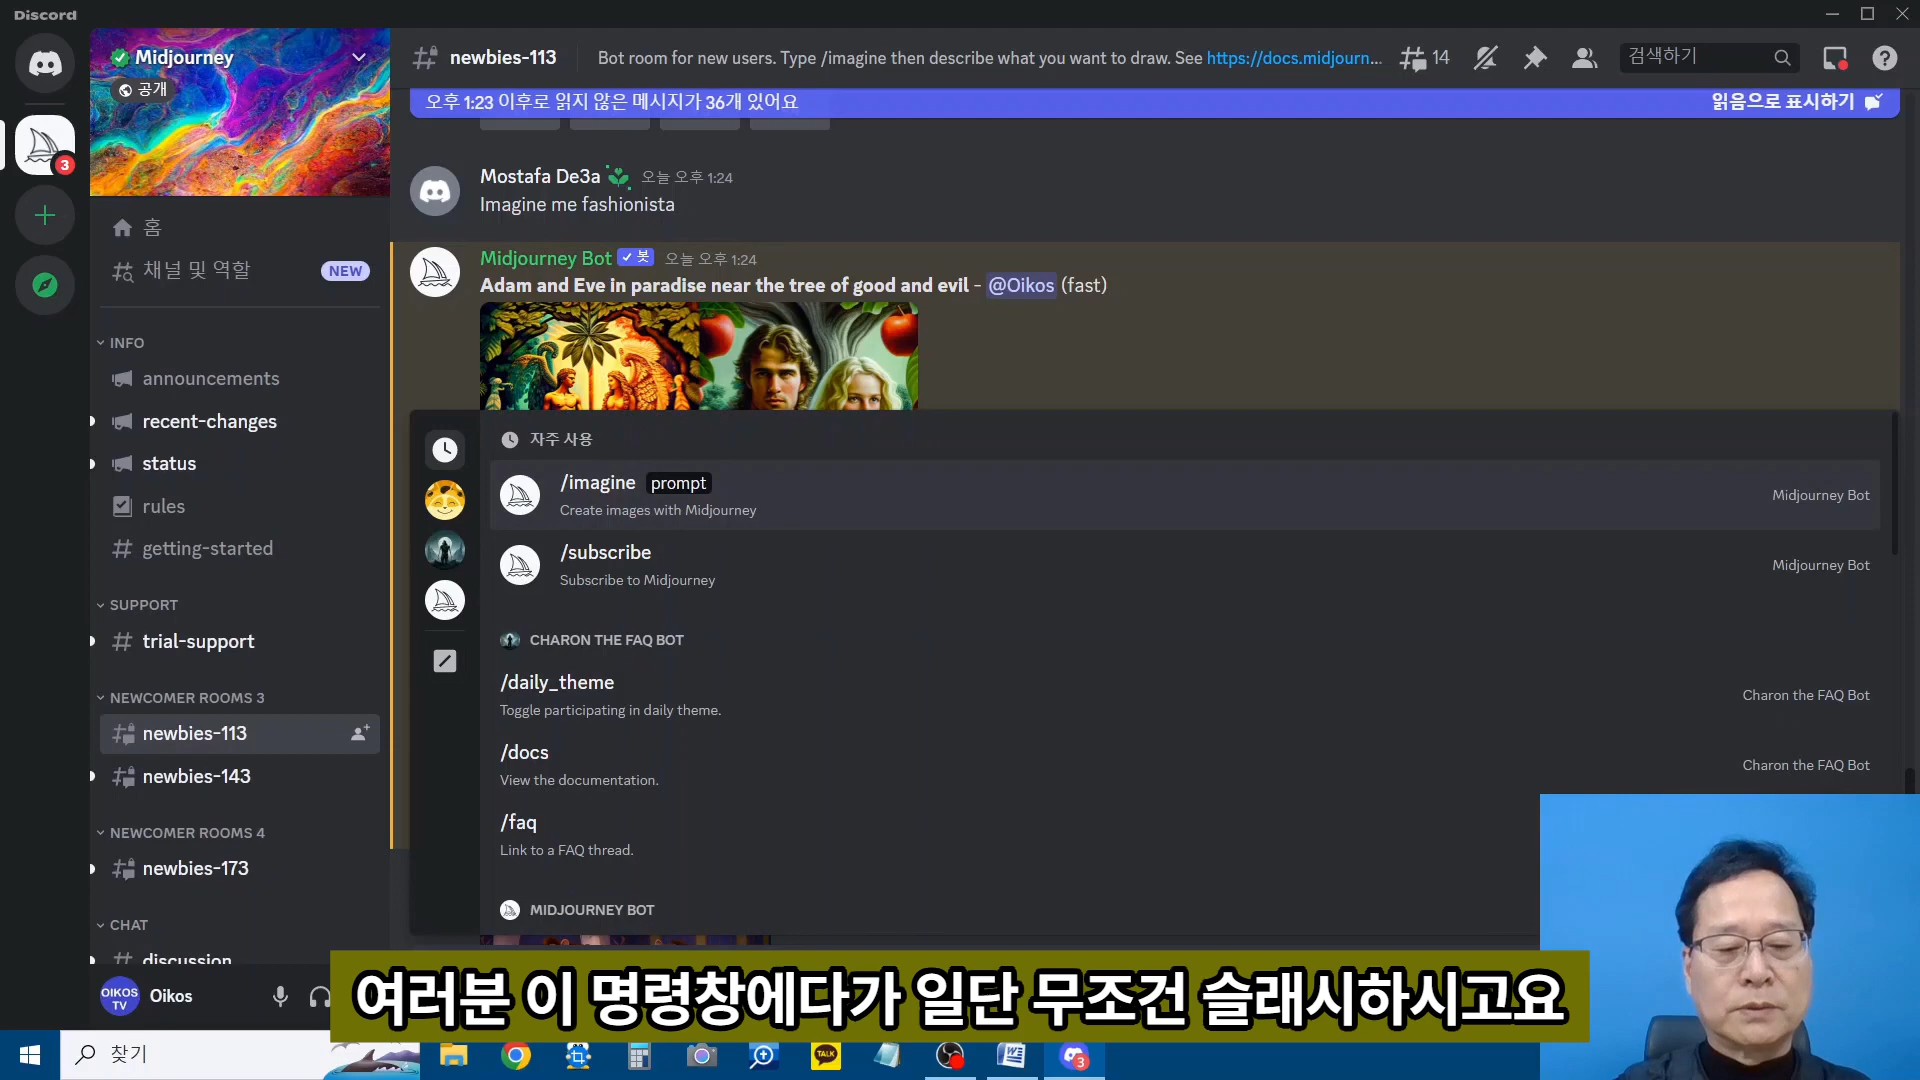 Discord
Midjourney
공개
홈
채널 및 역할
NEW
INFO
announcements
recent-changes
status
rules
getting-started
SUPPORT
trial-support
NEWCOMER ROOMS 3
newbies-113
newbies-143
NEWCOMER ROOMS 4
newbies-173
CHAT
discussion
OIKOS TV
Oikos
3
newbies-113
Bot room for new users. Type /imagine then describe what you want to draw. See https://docs.midjourn...
14
검색하기
오후 1:23 이후로 읽지 않은 메시지가 36개 있어요
읽음으로 표시하기
Mostafa De3a 오늘 오후 1:24
Imagine me fashionista
Midjourney Bot 봇 오늘 오후 1:24
Adam and Eve in paradise near the tree of good and evil - @Oikos (fast)
자주 사용
/imagine prompt
Create images with Midjourney
Midjourney Bot
/subscribe
Subscribe to Midjourney
Midjourney Bot
CHARON THE FAQ BOT
/daily_theme
Toggle participating in daily theme.
Charon the FAQ Bot
/docs
View the documentation.
Charon the FAQ Bot
/faq
Link to a FAQ thread.
MIDJOURNEY BOT
여러분 이 명령창에다가 일단 무조건 슬래시하시고요
찾기
TALK
3